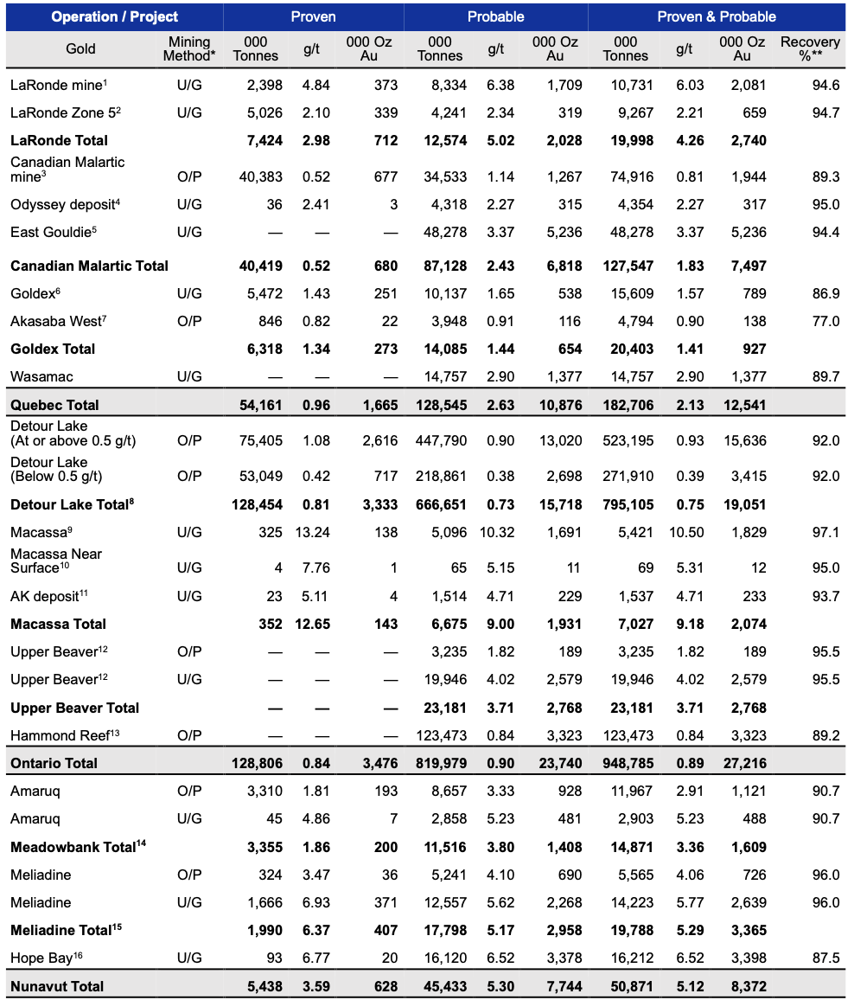 Operation / Project Proven Probable Proven & Probable
Gold Mining Method* 000 Tonnes g/t 000 Oz Au 000 Tonnes g/t 000 Oz Au 000 Tonnes g/t 000 Oz Au Recovery %**
LaRonde mine¹ U/G 2,398 4.84 373 8,334 6.38 1,709 10,731 6.03 2,081 94.6
LaRonde Zone 5² U/G 5,026 2.10 339 4,241 2.34 319 9,267 2.21 659 94.7
LaRonde Total 7,424 2.98 712 12,574 5.02 2,028 19,998 4.26 2,740
Canadian Malartic
mine³ O/P 40,383 0.52 677 34,533 1.14 1,267 74,916 0.81 1,944 89.3
Odyssey deposit⁴ U/G 36 2.41 3 4,318 2.27 315 4,354 2.27 317 95.0
East Gouldie⁵ U/G — — — 48,278 3.37 5,236 48,278 3.37 5,236 94.4
Canadian Malartic Total 40,419 0.52 680 87,128 2.43 6,818 127,547 1.83 7,497
Goldex⁶ U/G 5,472 1.43 251 10,137 1.65 538 15,609 1.57 789 86.9
Akasaba West⁷ O/P 846 0.82 22 3,948 0.91 116 4,794 0.90 138 77.0
Goldex Total 6,318 1.34 273 14,085 1.44 654 20,403 1.41 927
Wasamac U/G — — — 14,757 2.90 1,377 14,757 2.90 1,377 89.7
Quebec Total 54,161 0.96 1,665 128,545 2.63 10,876 182,706 2.13 12,541
Detour Lake
(At or above 0.5 g/t) O/P 75,405 1.08 2,616 447,790 0.90 13,020 523,195 0.93 15,636 92.0
Detour Lake
(Below 0.5 g/t) O/P 53,049 0.42 717 218,861 0.38 2,698 271,910 0.39 3,415 92.0
Detour Lake Total⁸ 128,454 0.81 3,333 666,651 0.73 15,718 795,105 0.75 19,051
Macassa⁹ U/G 325 13.24 138 5,096 10.32 1,691 5,421 10.50 1,829 97.1
Macassa Near
Surface¹⁰ U/G 4 7.76 1 65 5.15 11 69 5.31 12 95.0
AK deposit¹¹ U/G 23 5.11 4 1,514 4.71 229 1,537 4.71 233 93.7
Macassa Total 352 12.65 143 6,675 9.00 1,931 7,027 9.18 2,074
Upper Beaver¹² O/P — — — 3,235 1.82 189 3,235 1.82 189 95.5
Upper Beaver¹² U/G — — — 19,946 4.02 2,579 19,946 4.02 2,579 95.5
Upper Beaver Total — — — 23,181 3.71 2,768 23,181 3.71 2,768
Hammond Reef¹³ O/P — — — 123,473 0.84 3,323 123,473 0.84 3,323 89.2
Ontario Total 128,806 0.84 3,476 819,979 0.90 23,740 948,785 0.89 27,216
Amaruq O/P 3,310 1.81 193 8,657 3.33 928 11,967 2.91 1,121 90.7
Amaruq U/G 45 4.86 7 2,858 5.23 481 2,903 5.23 488 90.7
Meadowbank Total¹⁴ 3,355 1.86 200 11,516 3.80 1,408 14,871 3.36 1,609
Meliadine O/P 324 3.47 36 5,241 4.10 690 5,565 4.06 726 96.0
Meliadine U/G 1,666 6.93 371 12,557 5.62 2,268 14,223 5.77 2,639 96.0
Meliadine Total¹⁵ 1,990 6.37 407 17,798 5.17 2,958 19,788 5.29 3,365
Hope Bay¹⁶ U/G 93 6.77 20 16,120 6.52 3,378 16,212 6.52 3,398 87.5
Nunavut Total 5,438 3.59 628 45,433 5.30 7,744 50,871 5.12 8,372